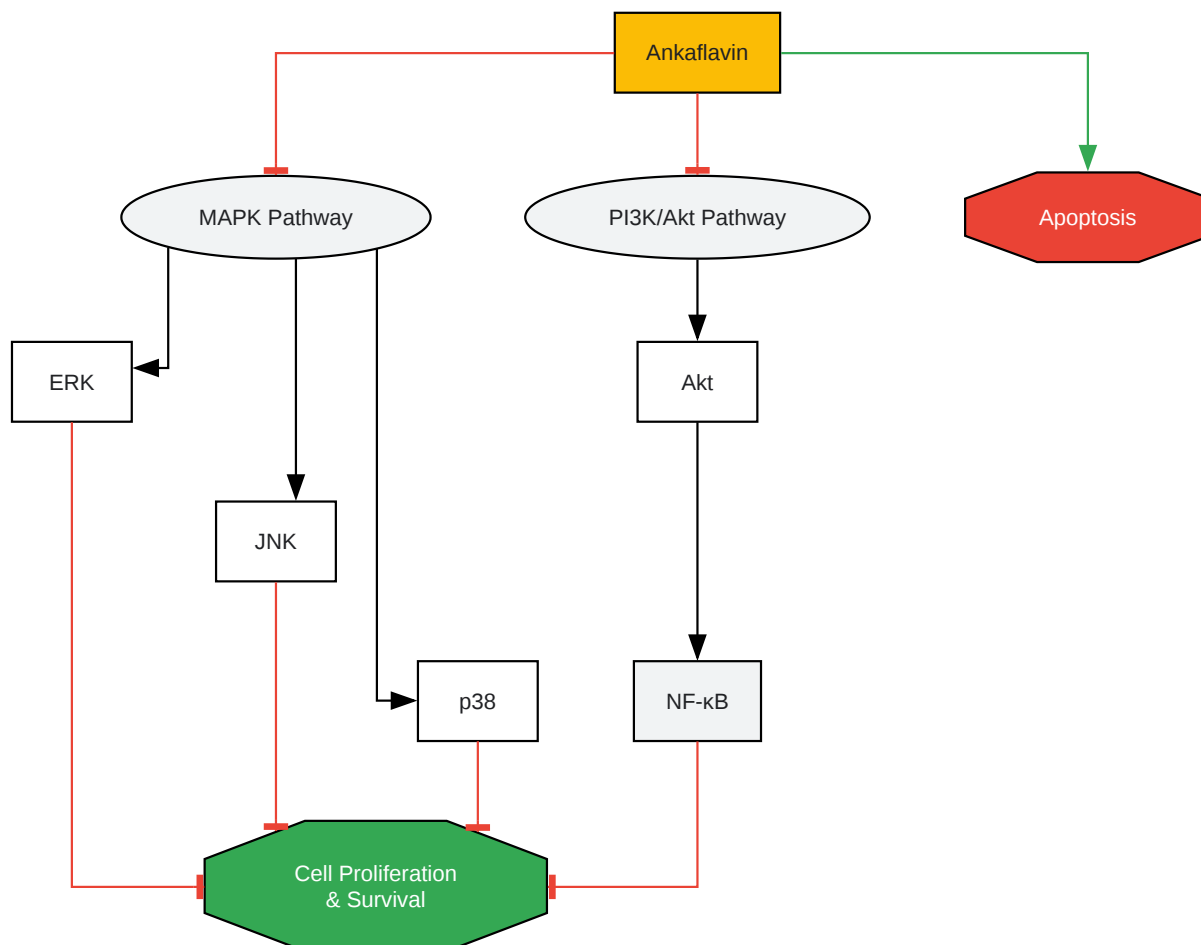 Ankaflavin
MAPK Pathway
PI3K/Akt Pathway
Apoptosis
ERK
Akt
JNK
p38
NF-κB
Cell Proliferation
& Survival